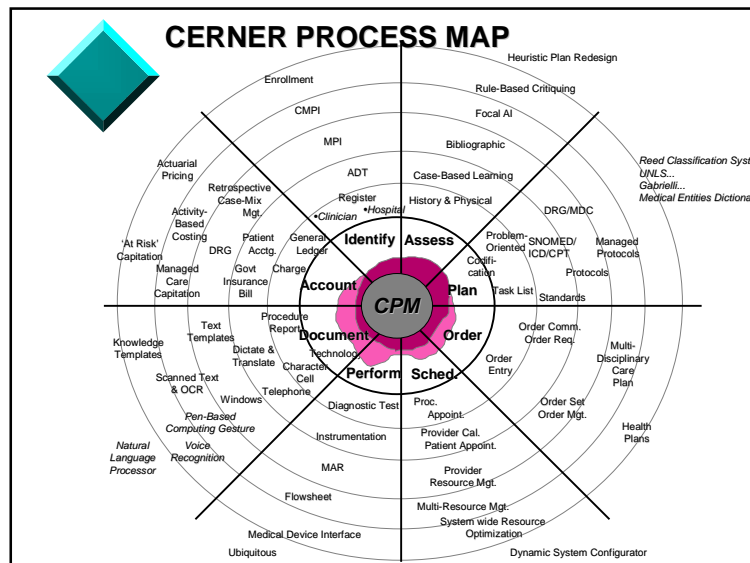 CERNER PROCESS MAP
Heuristic Plan Redesign
Enrollment
Rule-Based Critiquing
CMPI
Focal AI
MPI
Bibliographic
Actuarial
Pricing
Reed Classification Syst
UNLS...
Gabrielli...
Medical Entities Dictiona
ADT
Case-Based Learning
Retrospective
Case-Mix
Mgt.
Register
•Clinician
•Hospital
History & Physical
Activity-
Based
Costing
DRG/MDC
'At Risk'
Capitation
DRG
Patient
Acctg.
General
Ledger
Identify
Assess
Problem-
Oriented
SNOMED/
ICD/CPT
Managed
Protocols
Managed
Care
Capitation
Govt
Insurance
Bill
Charge
Codifi-
cation
Protocols
Account
CPM
Plan
Task List
Standards
Knowledge
Templates
Text
Templates
Procedure
Report
Document
Order
Order Comm.
Order Req.
Multi-
Disciplinary
Care
Plan
Dictate &
Translate
Technology
Perform
Sched.
Order
Entry
Scanned Text
& OCR
Character
Cell
Windows
Telephone
Diagnostic Test
Proc.
Appoint.
Order Set
Order Mgt.
Pen-Based
Computing Gesture
Health
Plans
Natural
Language
Processor
Voice
Recognition
Instrumentation
Provider Cal.
Patient Appoint.
MAR
Provider
Resource Mgt.
Flowsheet
Multi-Resource Mgt.
Medical Device Interface
System wide Resource
Optimization
Ubiquitous
Dynamic System Configurator